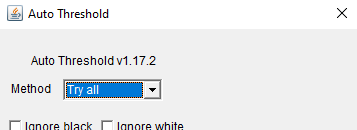 Auto Threshold
Auto Threshold v1.17.2
Method Try all
Ignore black Ignore white